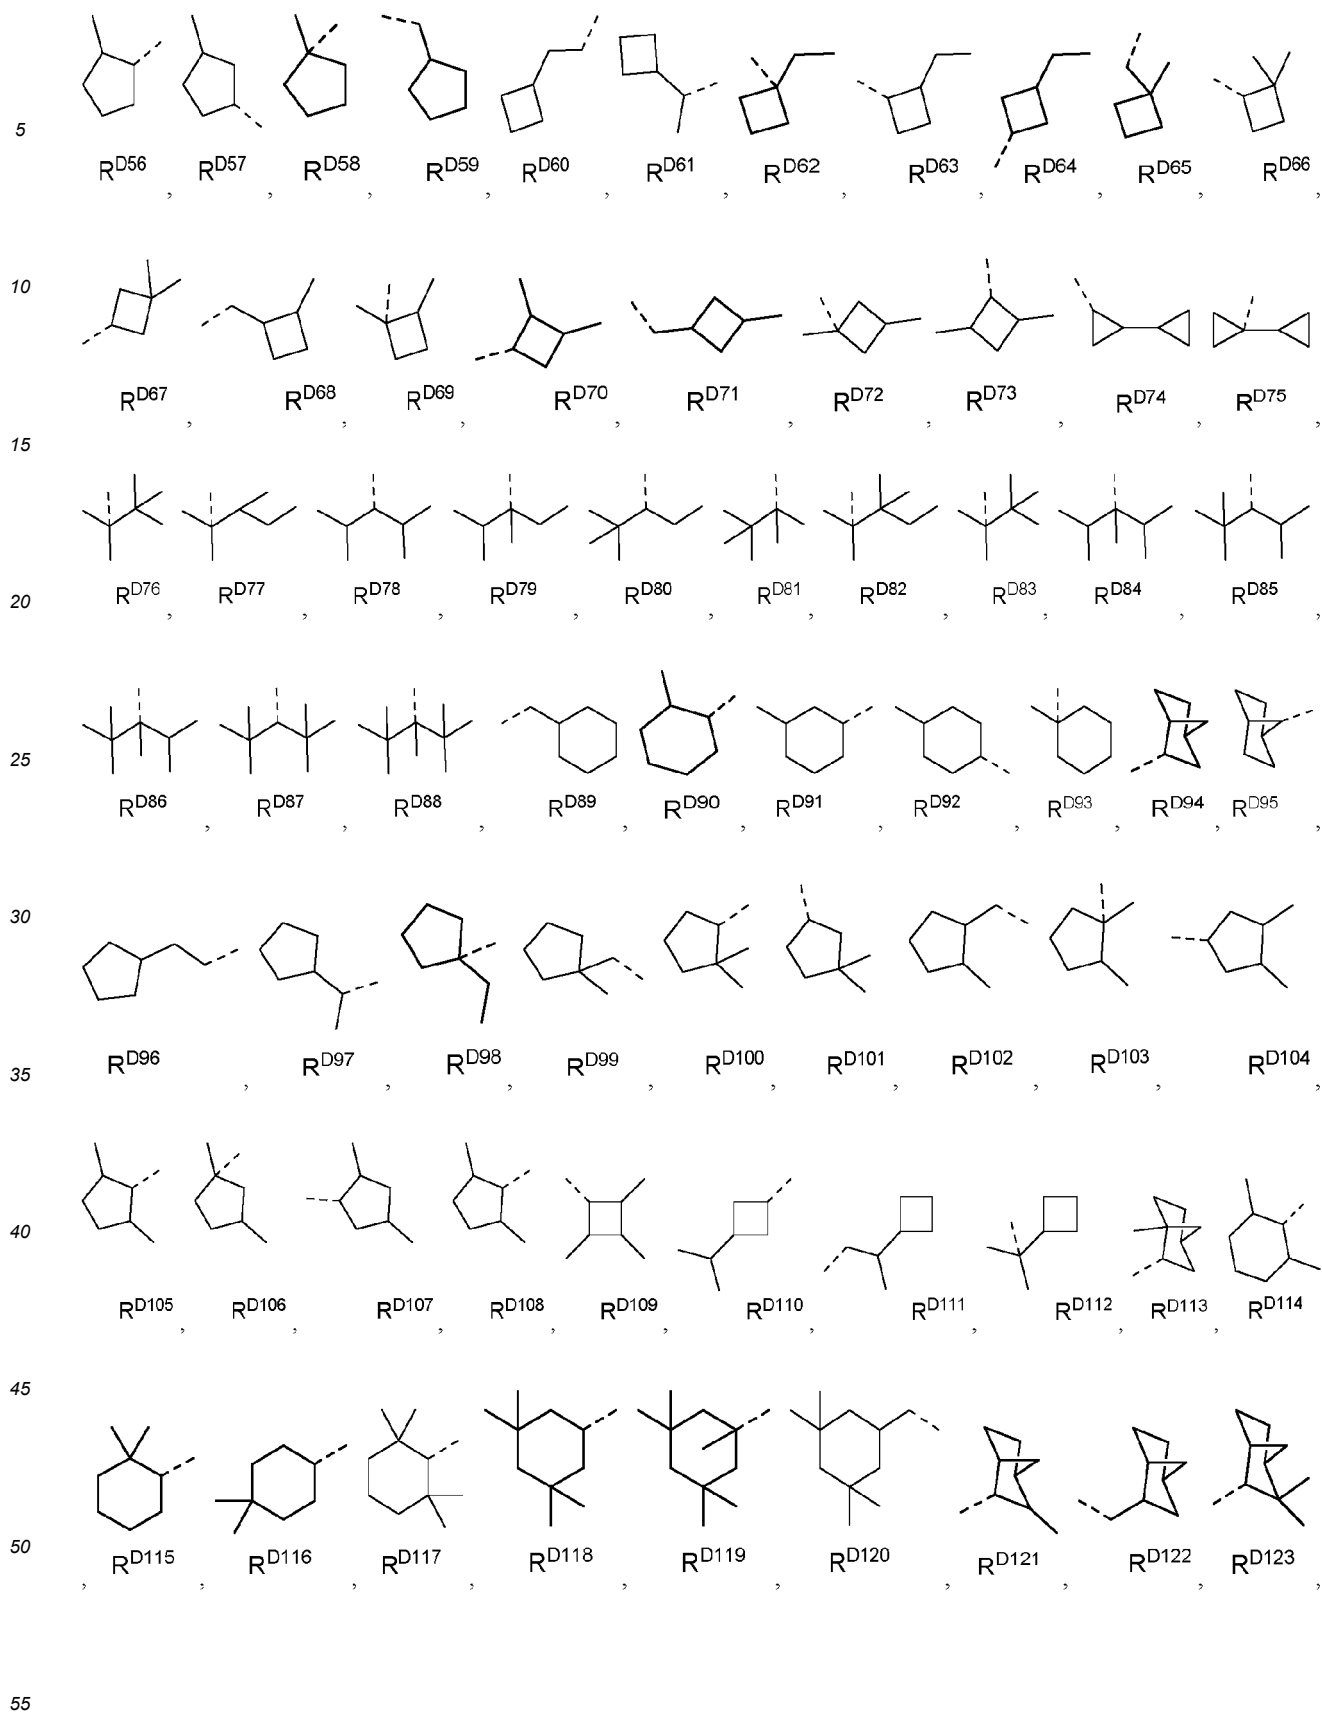 5
R^D56 , R^D57 , R^D58 , R^D59 , R^D60 , R^D61 , R^D62 , R^D63 , R^D64 , R^D65 , R^D66 ,
10
R^D67 , R^D68 , R^D69 , R^D70 , R^D71 , R^D72 , R^D73 , R^D74 , R^D75 ,
15
R^D76 , R^D77 , R^D78 , R^D79 , R^D80 , R^D81 , R^D82 , R^D83 , R^D84 , R^D85 ,
20
R^D86 , R^D87 , R^D88 , R^D89 , R^D90 , R^D91 , R^D92 , R^D93 , R^D94 , R^D95 ,
25
30
R^D96 , R^D97 , R^D98 , R^D99 , R^D100 , R^D101 , R^D102 , R^D103 , R^D104 ,
35
40
R^D105 , R^D106 , R^D107 , R^D108 , R^D109 , R^D110 , R^D111 , R^D112 , R^D113 , R^D114
45
, R^D115 , R^D116 , R^D117 , R^D118 , R^D119 , R^D120 , R^D121 , R^D122 , R^D123 ,
50
55